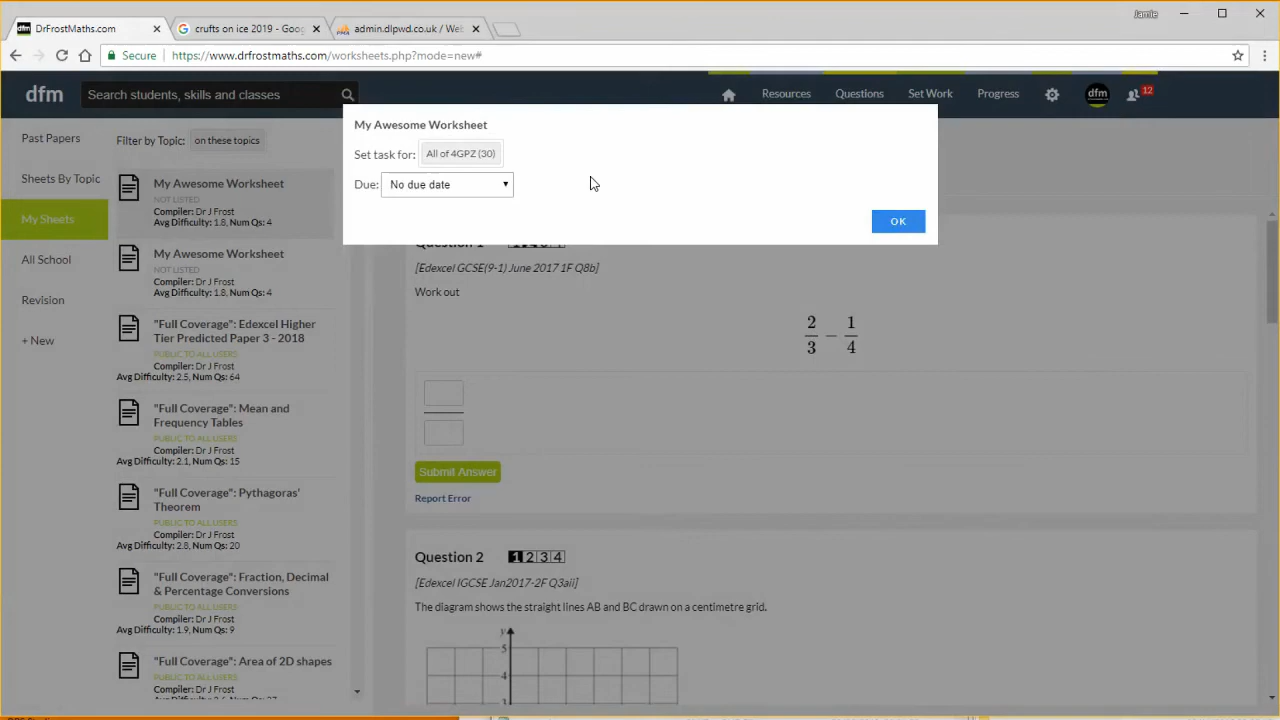 Jamie
DrFrostMaths.com
crufts on ice 2019 - Goog
admin.dlpwd.co.uk / Web
Secure
https://www.drfrostmaths.com/worksheets.php?mode=new#
dfm
Search students, skills and classes
Resources
Questions
Set Work
Progress
dfm
12
Past Papers
Sheets By Topic
My Sheets
All School
Revision
+ New
Filter by Topic:
on these topics
My Awesome Worksheet
NOT LISTED
Compiler: Dr J Frost
Avg Difficulty: 1.8, Num Qs: 4
My Awesome Worksheet
NOT LISTED
Compiler: Dr J Frost
Avg Difficulty: 1.8, Num Qs: 4
"Full Coverage": Edexcel Higher
Tier Predicted Paper 3 - 2018
PUBLIC TO ALL USERS
Compiler: Dr J Frost
Avg Difficulty: 2.5, Num Qs: 64
"Full Coverage": Mean and
Frequency Tables
PUBLIC TO ALL USERS
Compiler: Dr J Frost
Avg Difficulty: 2.1, Num Qs: 15
"Full Coverage": Pythagoras'
Theorem
PUBLIC TO ALL USERS
Compiler: Dr J Frost
Avg Difficulty: 2.8, Num Qs: 20
"Full Coverage": Fraction, Decimal
& Percentage Conversions
PUBLIC TO ALL USERS
Compiler: Dr J Frost
Avg Difficulty: 1.9, Num Qs: 9
"Full Coverage": Area of 2D shapes
PUBLIC TO ALL USERS
Compiler: Dr J Frost
My Awesome Worksheet
Set task for:
All of 4GPZ (30)
Due:
No due date
OK
Question 1
[Edexcel GCSE(9-1) June 2017 1F Q8b]
Work out
2/3 − 1/4
Submit Answer
Report Error
Question 2
1 2 3 4
[Edexcel IGCSE Jan2017-2F Q3aii]
The diagram shows the straight lines AB and BC drawn on a centimetre grid.
y
5
4
3